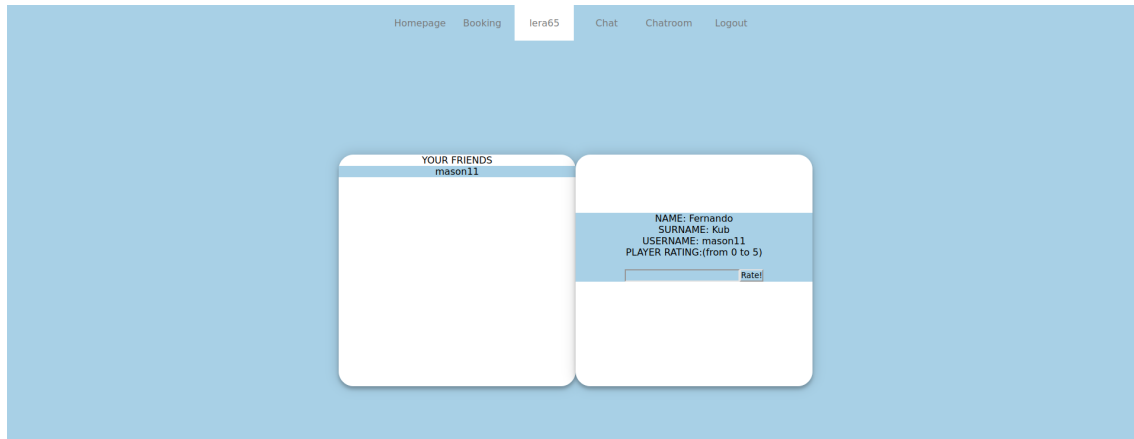 Homepage Booking lera65 Chat Chatroom Logout
YOUR FRIENDS
mason11
NAME: Fernando
SURNAME: Kub
USERNAME: mason11
PLAYER RATING:(from 0 to 5)
Rate!